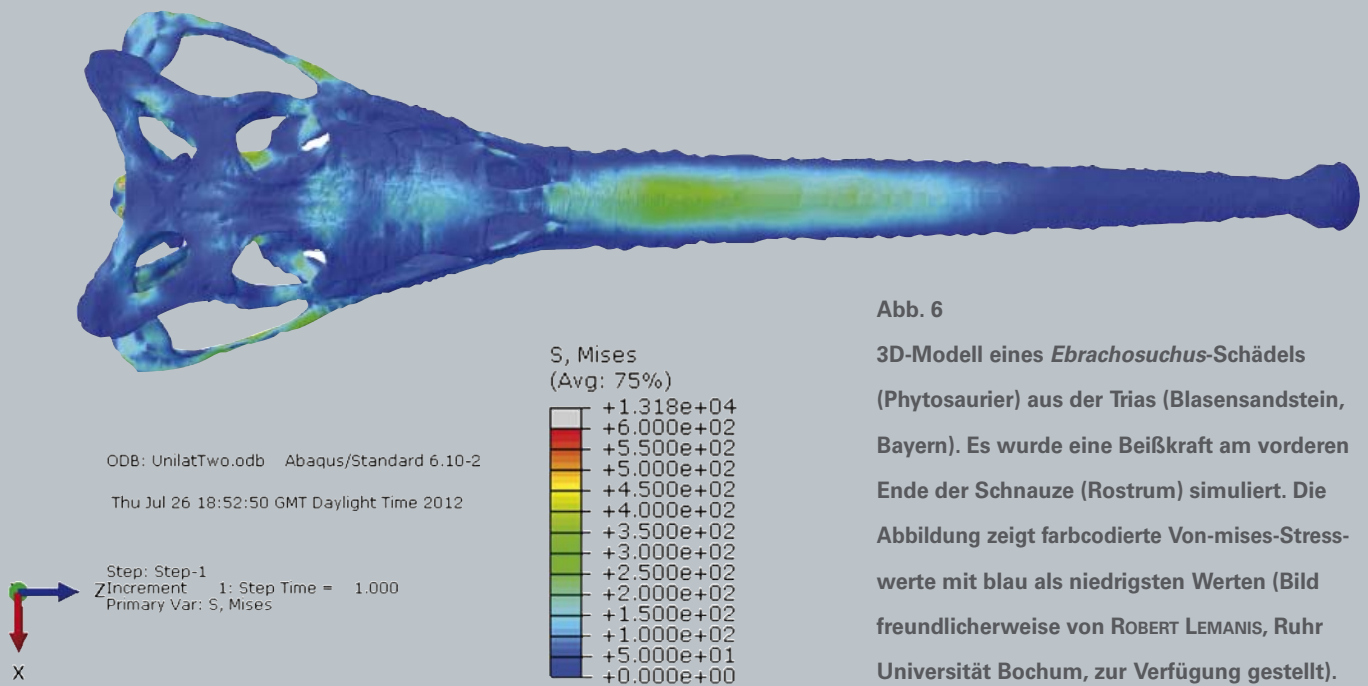 S, Mises
(Avg: 75%)
+1.318e+04
+6.000e+02
+5.500e+02
+5.000e+02
+4.500e+02
+4.000e+02
+3.500e+02
+3.000e+02
+2.500e+02
+2.000e+02
+1.500e+02
+1.000e+02
+5.000e+01
+0.000e+00
ODB: UnilatTwo.odb Abaqus/Standard 6.10-2
Thu Jul 26 18:52:50 GMT Daylight Time 2012
Step: Step-1
Increment 1: Step Time = 1.000
Primary Var: S, Mises
Z
X
Abb. 6
3D-Modell eines Ebrachosuchus-Schädels
(Phytosaurier) aus der Trias (Blasensandstein,
Bayern). Es wurde eine Beißkraft am vorderen
Ende der Schnauze (Rostrum) simuliert. Die
Abbildung zeigt farbcodierte Von-mises-Stress-
werte mit blau als niedrigsten Werten (Bild
freundlicherweise von ROBERT LEMANIS, Ruhr
Universität Bochum, zur Verfügung gestellt).